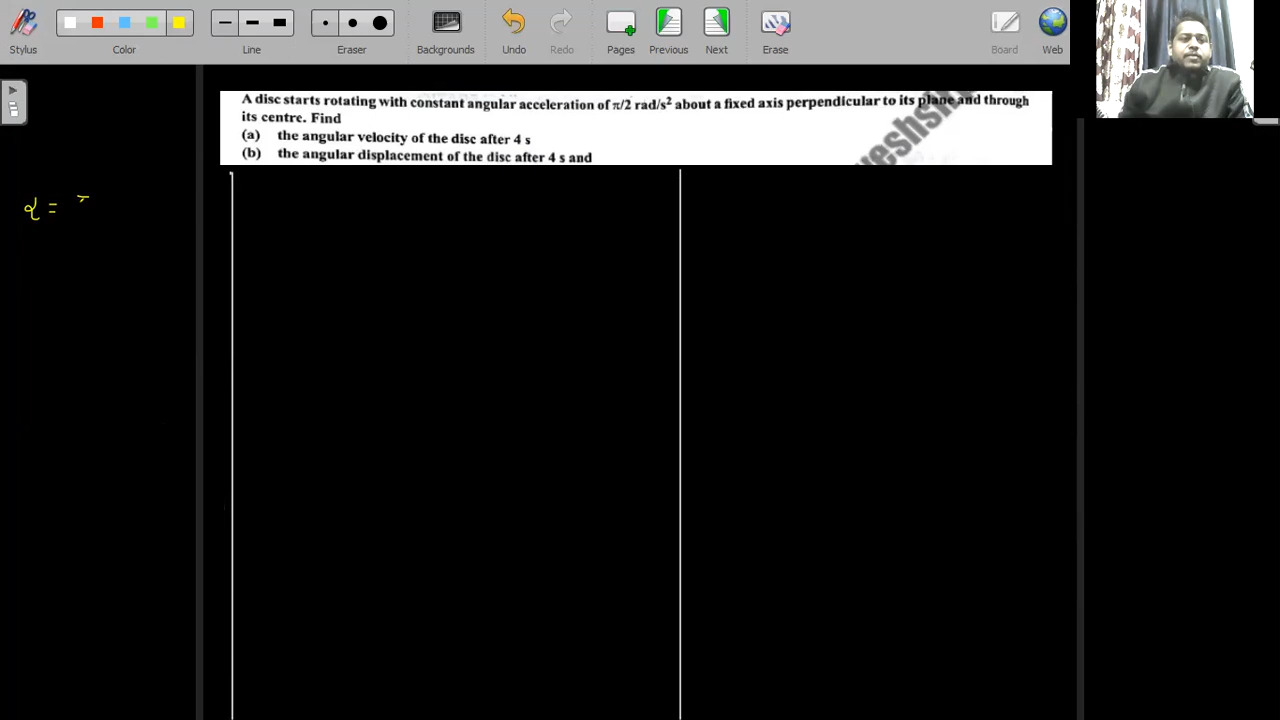 Stylus Color Line Eraser Backgrounds Undo Redo Pages Previous Next Erase Board Web
A disc starts rotating with constant angular acceleration of π/2 rad/s² about a fixed axis perpendicular to its plane and through
its centre. Find
(a) the angular velocity of the disc after 4 s
(b) the angular displacement of the disc after 4 s and
α =